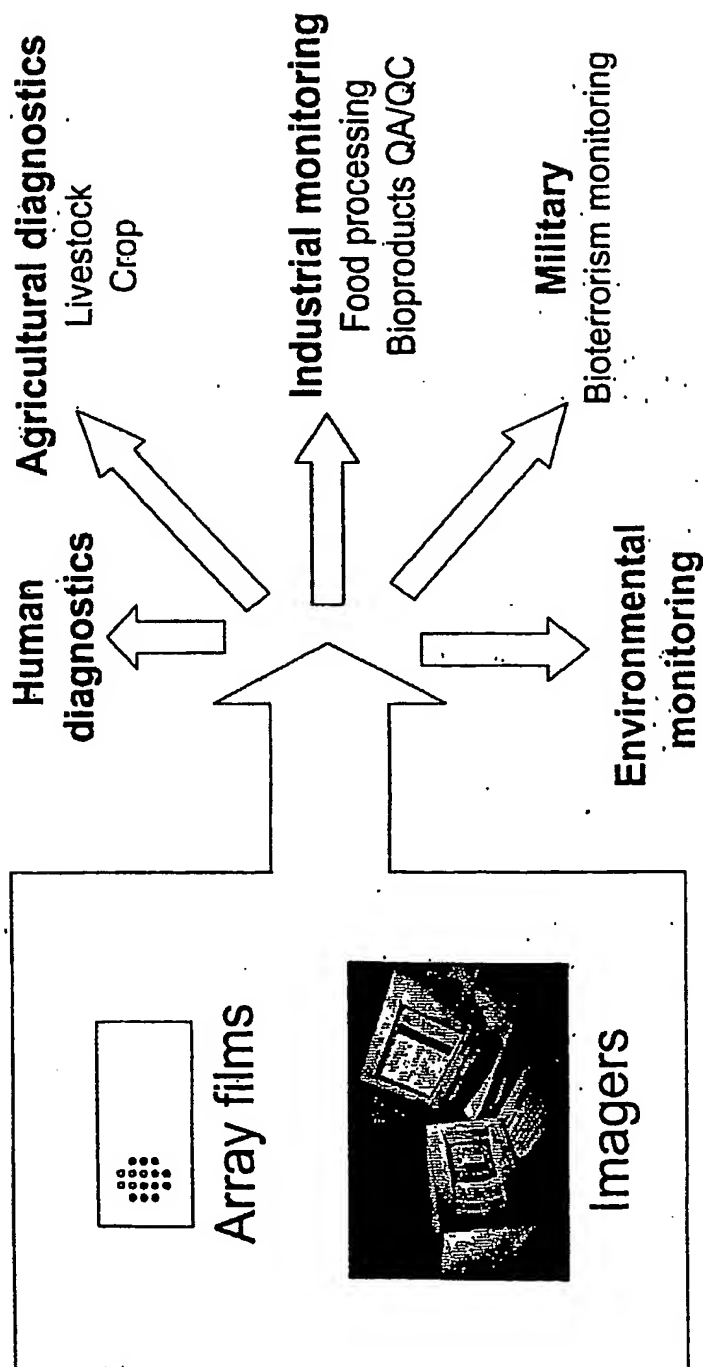 Array films
Imagers
Human
diagnostics
Agricultural diagnostics
Livestock
Crop
Industrial monitoring
Food processing
Bioproducts QA/QC
Military
Bioterrorism monitoring
Environmental
monitoring